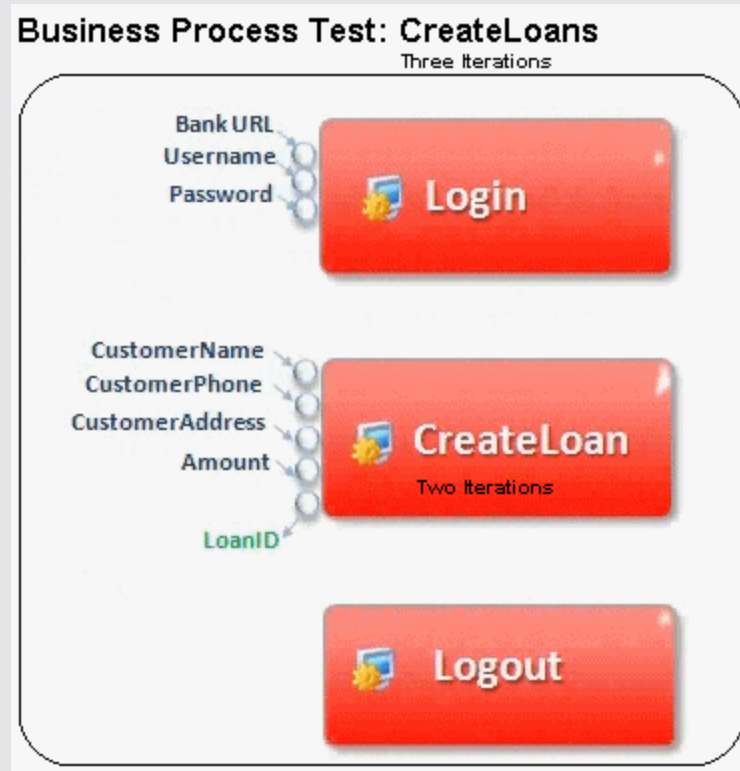 Business Process Test: CreateLoans
Three Iterations
Bank URL
Username
Password
Login
CustomerName
CustomerPhone
CustomerAddress
Amount
LoanID
CreateLoan
Two Iterations
Logout